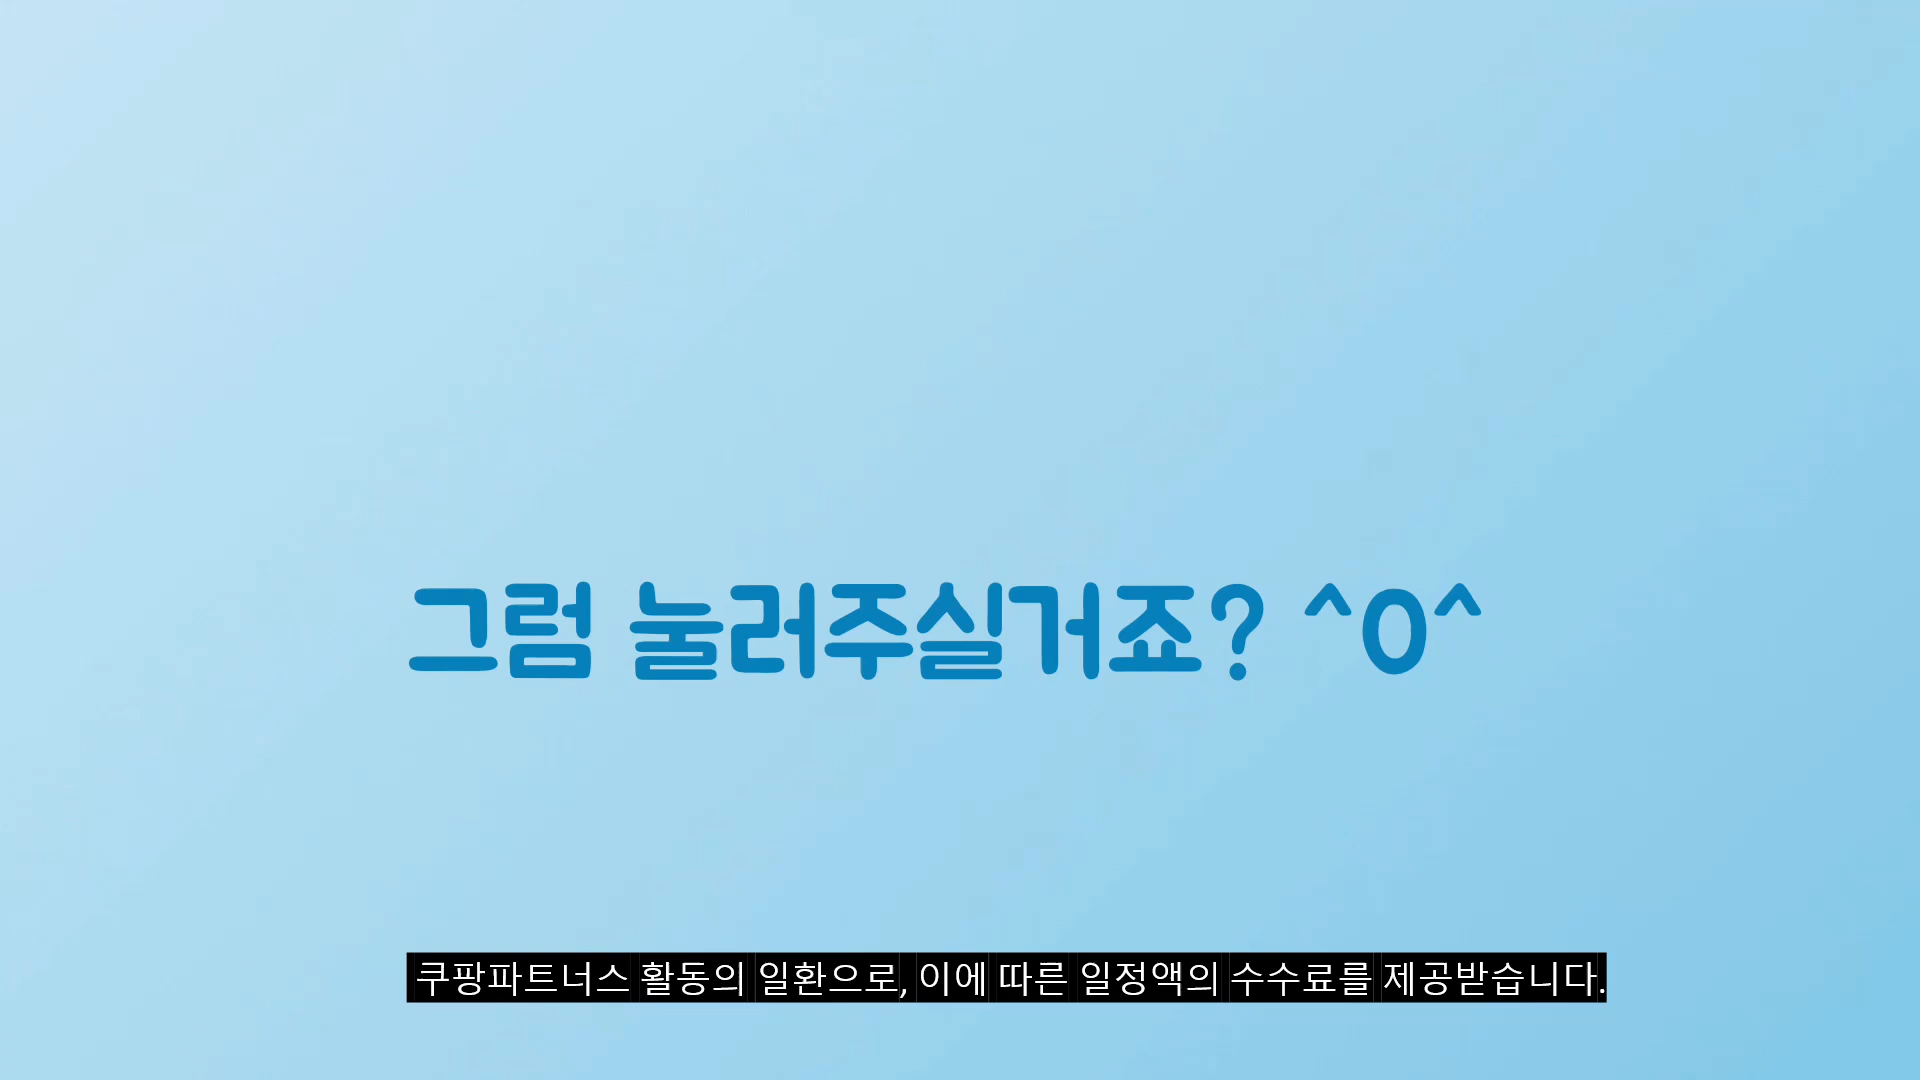 그럼 눌러주실거죠? ^0^
쿠팡파트너스 활동의 일환으로, 이에 따른 일정액의 수수료를 제공받습니다.